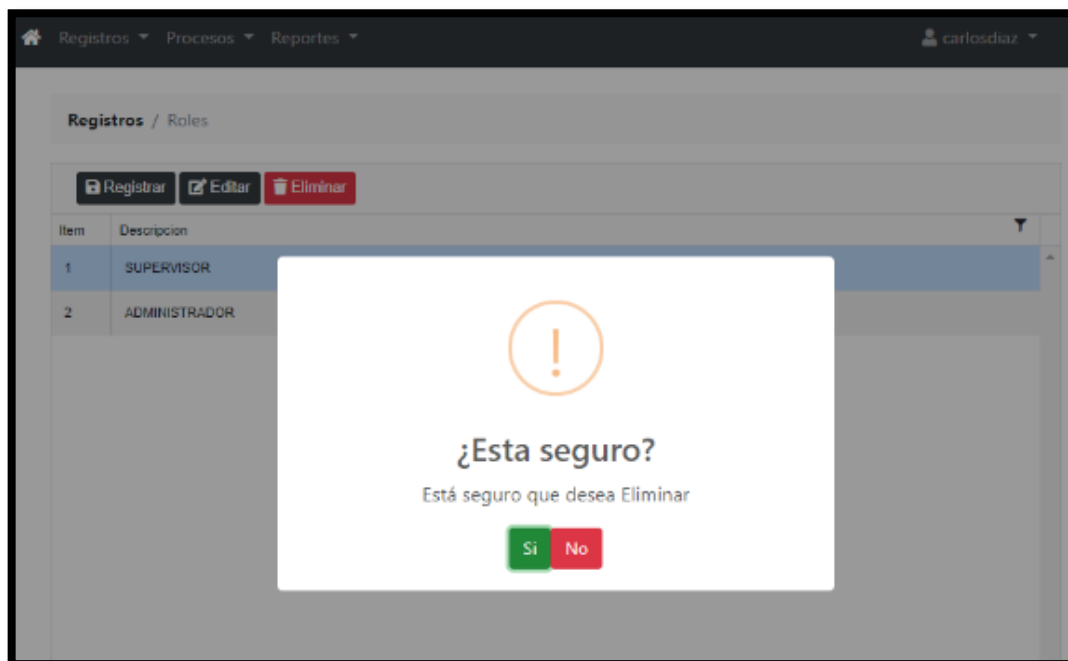 Registros Procesos Reportes carlosdiaz
Registros / Roles
Registrar Editar Eliminar
Item Descripcion
1 SUPERVISOR
2 ADMINISTRADOR
!
¿Esta seguro?
Está seguro que desea Eliminar
Si No